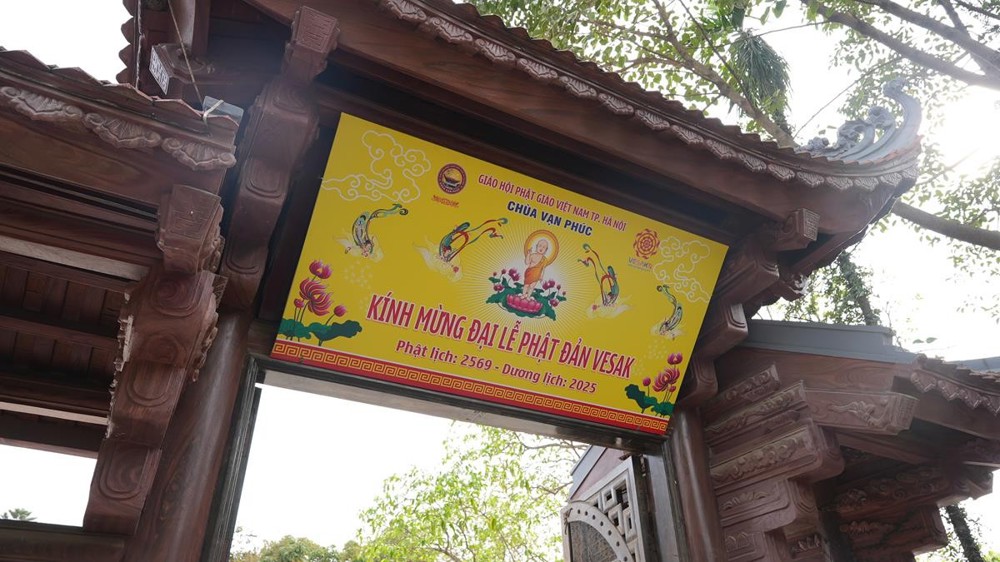 GIÁO HỘI PHẬT GIÁO VIỆT NAM TP. HÀ NỘI
CHÙA VẠN PHÚC
KÍNH MỪNG ĐẠI LỄ PHẬT ĐẢN VESAK
Phật lịch: 2569 - Dương lịch: 2025